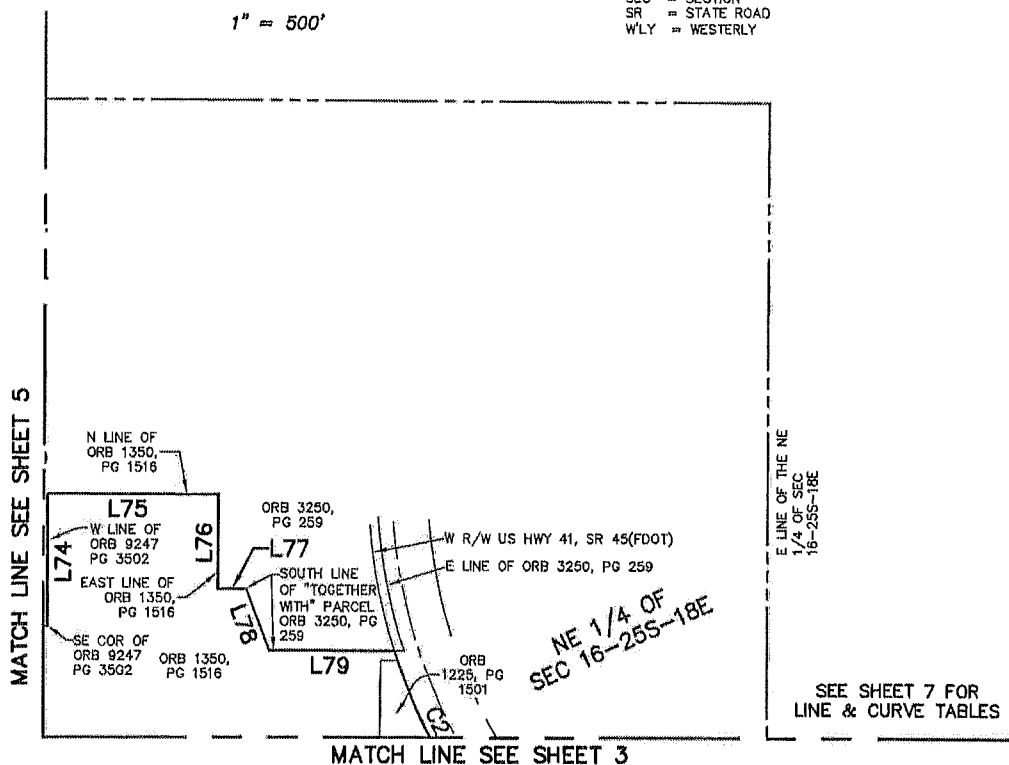 1" = 500'
SEC = SECTION
SR = STATE ROAD
W'LY = WESTERLY
MATCH LINE SEE SHEET 5
N LINE OF
ORB 1350,
PG 1516
L75
L74
W LINE OF
ORB 9247
PG 3502
L76
EAST LINE OF
ORB 1350,
PG 1516
SE COR OF
ORB 9247
PG 3502
ORB 1350,
PG 1516
ORB 3250,
PG 259
L77
SOUTH LINE
OF "TOGETHER
WITH" PARCEL
ORB 3250, PG
259
L78
L79
W R/W US HWY 41, SR 45(FDOT)
E LINE OF ORB 3250, PG 259
ORB
1225, PG
1501
C2
NE 1/4 OF
SEC 16-25S-18E
E LINE OF THE NE
1/4 OF SEC
16-25S-18E
SEE SHEET 7 FOR
LINE & CURVE TABLES
MATCH LINE SEE SHEET 3